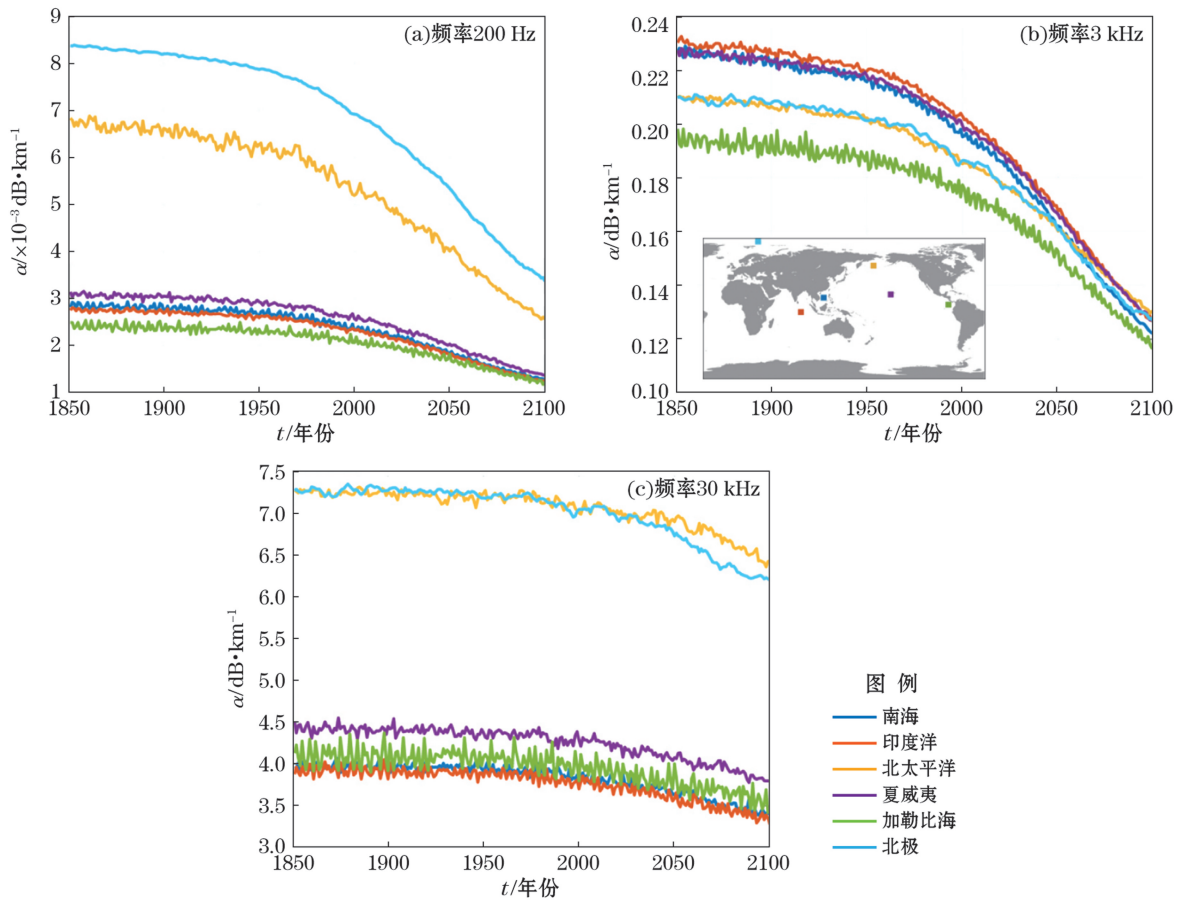 (a)频率200 Hz
α/×10⁻³ dB•km⁻¹
9
8
7
6
5
4
3
2
1
1850 1900 1950 2000 2050 2100
t/年份
(b)频率3 kHz
α/dB•km⁻¹
0.24
0.22
0.20
0.18
0.16
0.14
0.12
0.10
1850 1900 1950 2000 2050 2100
t/年份
(c)频率30 kHz
α/dB•km⁻¹
7.5
7.0
6.5
6.0
5.5
5.0
4.5
4.0
3.5
3.0
1850 1900 1950 2000 2050 2100
t/年份
图 例
南海
印度洋
北太平洋
夏威夷
加勒比海
北极